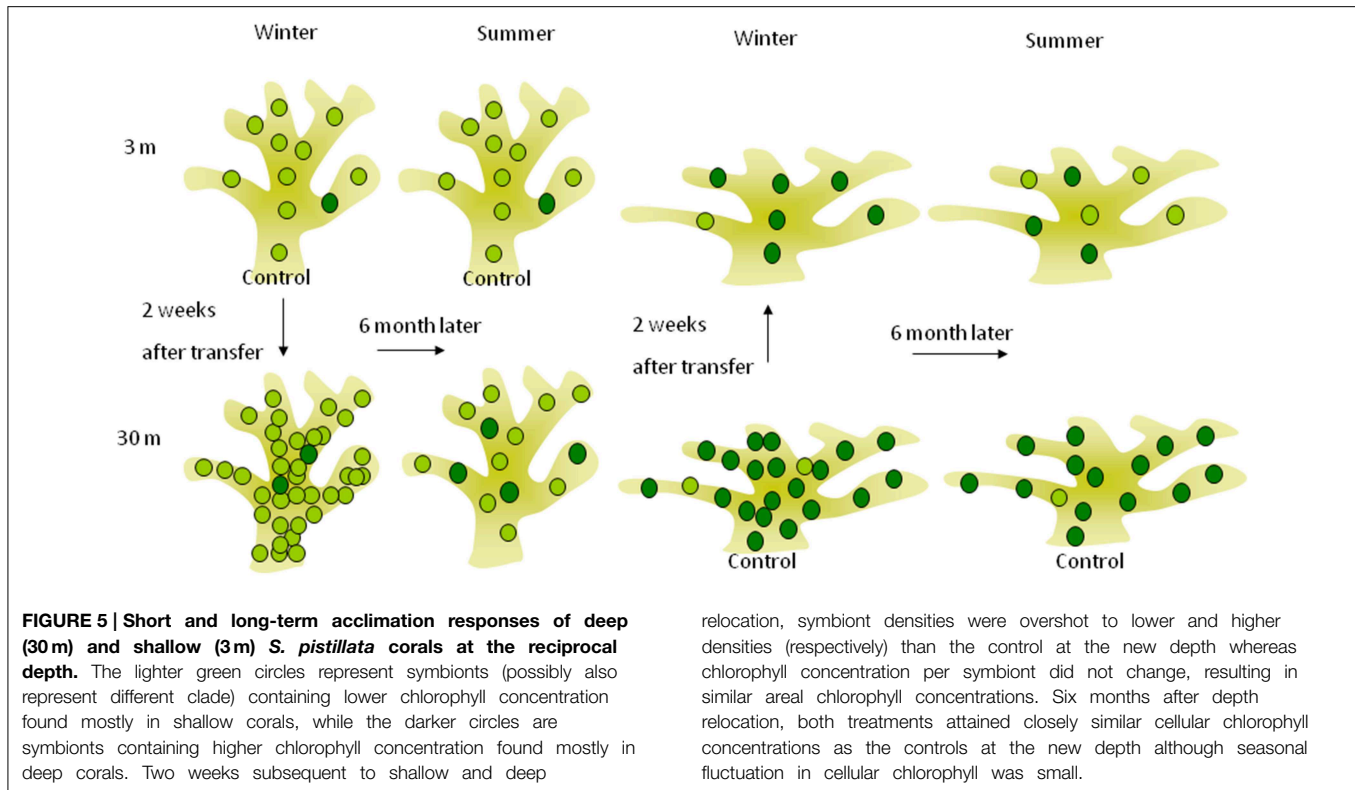 Winter
Summer
Winter
Summer
3 m
Control
Control
2 weeks
after transfer
6 month later
2 weeks
after transfer
6 month later
30 m
Control
Control
FIGURE 5 | Short and long-term acclimation responses of deep
(30 m) and shallow (3 m) S. pistillata corals at the reciprocal
depth. The lighter green circles represent symbionts (possibly also
represent different clade) containing lower chlorophyll concentration
found mostly in shallow corals, while the darker circles are
symbionts containing higher chlorophyll concentration found mostly in
deep corals. Two weeks subsequent to shallow and deep
relocation, symbiont densities were overshot to lower and higher
densities (respectively) than the control at the new depth whereas
chlorophyll concentration per symbiont did not change, resulting in
similar areal chlorophyll concentrations. Six months after depth
relocation, both treatments attained closely similar cellular chlorophyll
concentrations as the controls at the new depth although seasonal
fluctuation in cellular chlorophyll was small.